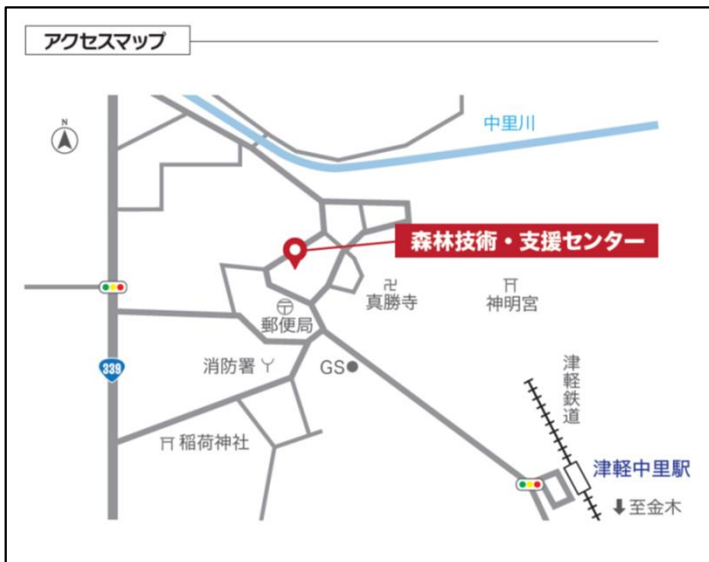 アクセスマップ
N
中里川
森林技術・支援センター
真勝寺
神明宮
郵便局
消防署
GS
339
稲荷神社
津軽鉄道
津軽中里駅
至金木